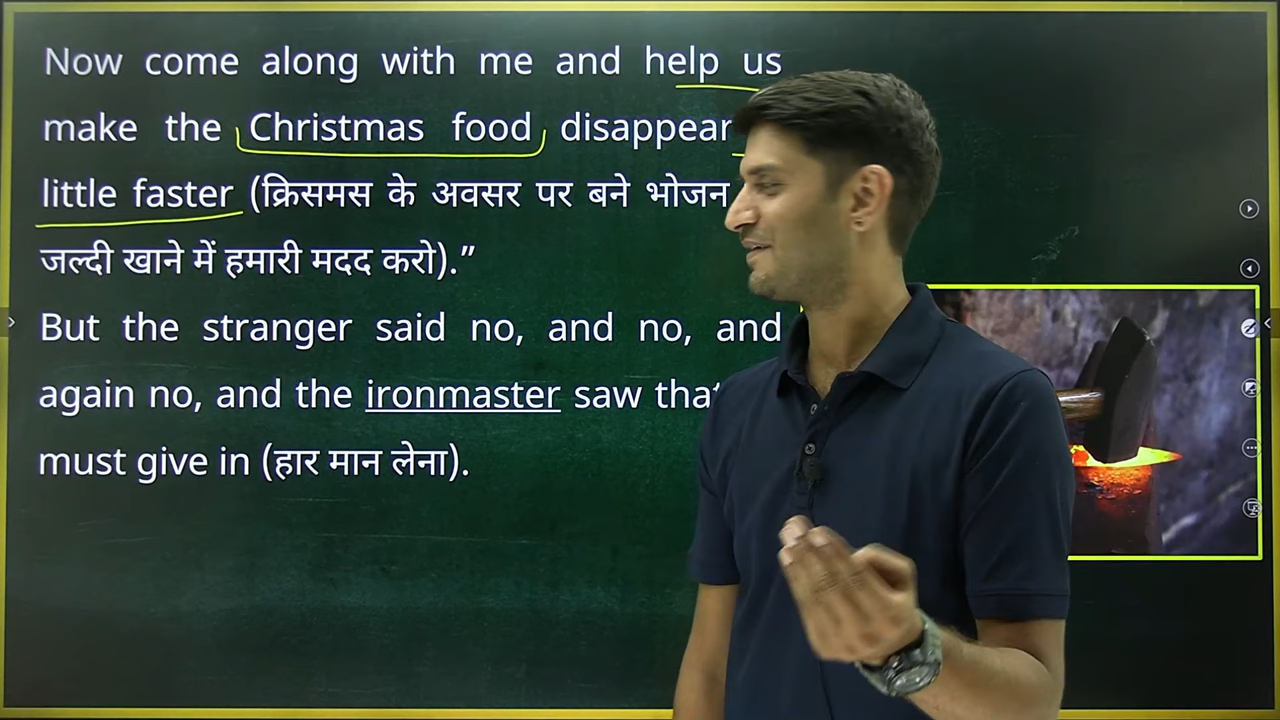 Now come along with me and help us
make the Christmas food disappear
little faster (क्रिसमस के अवसर पर बने भोजन
जल्दी खाने में हमारी मदद करो).”
But the stranger said no, and no, and
again no, and the ironmaster saw that
must give in (हार मान लेना).